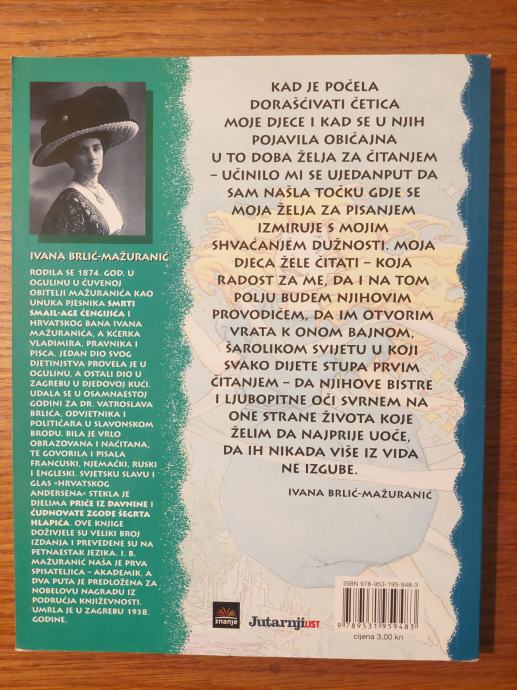 IVANA BRLIĆ-MAŽURANIĆ
RODILA SE 1874. GOD. U
OGULINU U ČUVENOJ
OBITELJI MAŽURANIĆA KAO
UNUKA PJESNIKA SMRTI
SMAIL-AGE ČENGIJIĆA I
HRVATSKOG BANA IVANA
MAŽURANIĆA, A KĆERKA
VLADIMIRA, PRAVNIKA I
PISCA. JEDAN DIO SVOG
DJETINJSTVA PROVELA JE U
OGULINU, A OSTALI DIO U
ZAGREBU U DJEDOVOJ KUĆI.
UDALA SE U OSAMNAESTOJ
GODINI ZA DR. VATROSLAVA
BRLIĆA, ODVJETNIKA I
POLITIČARA U SLAVONSKOM
BRODU. BILA JE VRLO
OBRAZOVANA I NAČITANA,
TE GOVORILA I PISALA
FRANCUSKI, NJEMAČKI, RUSKI
I ENGLESKI. SVJETSKU SLAVU I
GLAS »HRVATSKOG
ANDERSENA« STEKLA JE
DJELIMA PRIČE IZ DAVNINE I
ČUDNOVATE ZGODE ŠEGRTA
HLAPIĆA. OVE KNJIGE
DOŽIVJELE SU VELIKI BROJ
IZDANJA I PREVEDENE SU NA
PETNAESTAK JEZIKA. I. B.
MAŽURANIĆ NAŠA JE PRVA
SPISATELJICA – AKADEMIK, A
DVA PUTA JE PREDLOŽENA ZA
NOBELOVU NAGRADU IZ
PODRUČJA KNJIŽEVNOSTI.
UMRLA JE U ZAGREBU 1938.
GODINE.
KAD JE POČELA
DORAŠĆIVATI ČETICA
MOJE DJECE I KAD SE U NJIH
POJAVILA OBIČAJNA
U TO DOBA ŽELJA ZA ČITANJEM
– UČINILO MI SE UJEDANPUT DA
SAM NAŠLA TOČKU GDJE SE
MOJA ŽELJA ZA PISANJEM
IZMIRUJE S MOJIM
SHVAĆANJEM DUŽNOSTI. MOJA
DJECA ŽELE ČITATI – KOJA
RADOST ZA ME, DA I NA TOM
POLJU BUDEM NJIHOVIM
PROVODIČEM, DA IM OTVORIM
VRATA K ONOM BAJNOM,
ŠAROLIKOM SVIJETU U KOJI
SVAKO DIJETE STUPA PRVIM
ČITANJEM – DA NJIHOVE BISTRE
I LJUBOPITNE OČI SVRNEM NA
ONE STRANE ŽIVOTA KOJE
ŽELIM DA NAJPRIJE UOČE,
DA IH NIKADA VIŠE IZ VIDA
NE IZGUBE.
IVANA BRLIĆ-MAŽURANIĆ
ISBN 978-953-195-948-3
9 789531 959483
cijena 3,00 kn
znanje
Jutarnji LIST